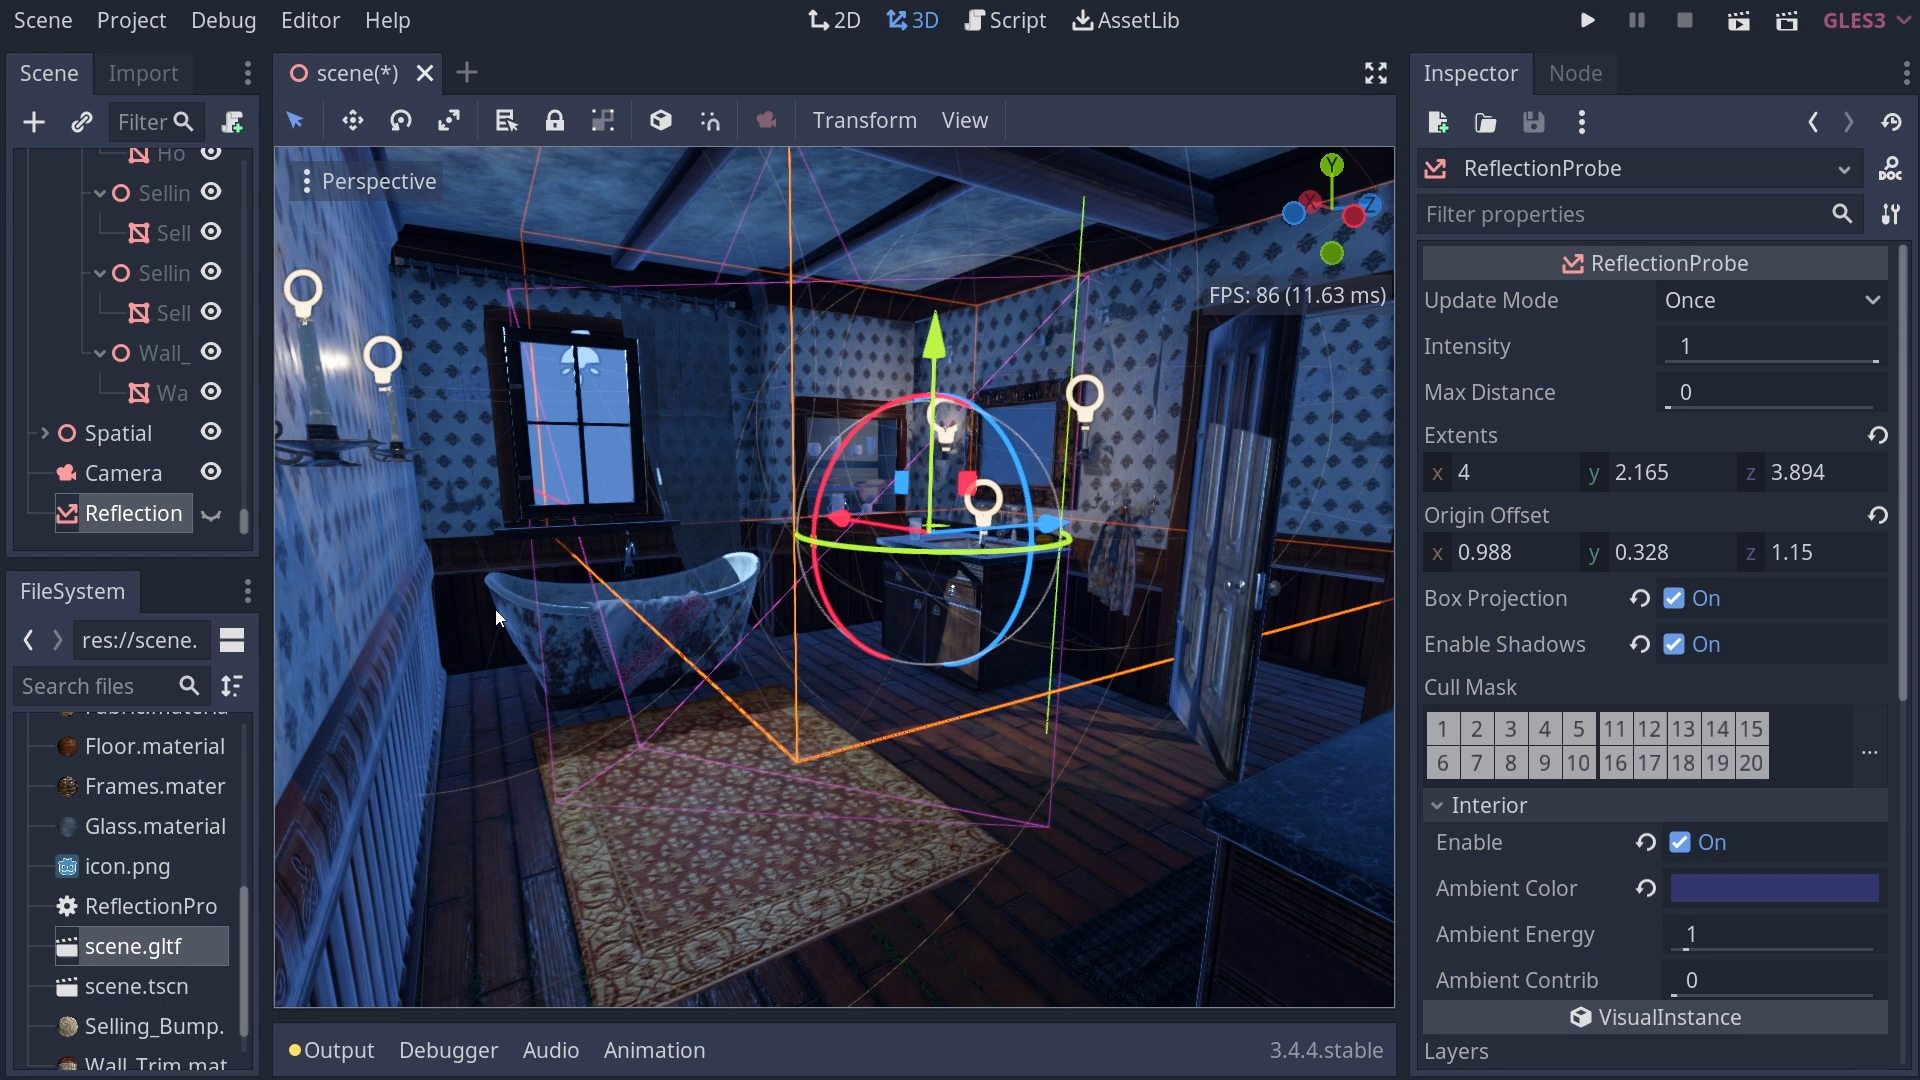 Scene Project Debug Editor Help
2D 3D Script AssetLib
GLES3
Scene Import
Filter
Ho
Sellin
Sell
Sellin
Sell
Wall_
Wa
Spatial
Camera
Reflection
FileSystem
res://scene.
Search files
Floor.material
Frames.mater
Glass.material
icon.png
ReflectionPro
scene.gltf
scene.tscn
Selling_Bump.
Wall_Trim.mat
scene(*)
Transform View
Perspective
Y
X
Z
FPS: 86 (11.63 ms)
Output Debugger Audio Animation 3.4.4.stable
Inspector Node
ReflectionProbe
DOC
Filter properties
ReflectionProbe
Update Mode Once
Intensity 1
Max Distance 0
Extents
x 4 y 2.165 z 3.894
Origin Offset
x 0.988 y 0.328 z 1.15
Box Projection On
Enable Shadows On
Cull Mask
1 2 3 4 5 11 12 13 14 15
6 7 8 9 10 16 17 18 19 20
...
Interior
Enable On
Ambient Color
Ambient Energy 1
Ambient Contrib 0
VisualInstance
Layers